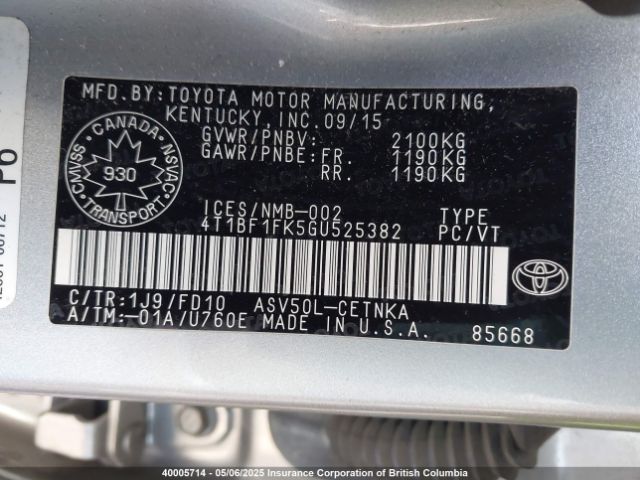 MFD.BY:TOYOTA MOTOR MANUFACTURING,
KENTUCKY, INC. 09/15
GVWR/PNBV: 2100KG
GAWR/PNBE: FR. 1190KG
RR. 1190KG
CANADA
CMVSS NSVAC
930
TRANSPORT
ICES/NMB-002
4T1BF1FK5GU525382
TYPE
PC/VT
C/TR:1J9/FD10 ASV50L-CETNKA
A/TM:-01A/U760E MADE IN U.S.A.
85668
PO
40005714 - 05/06/2025 Insurance Corporation of British Columbia